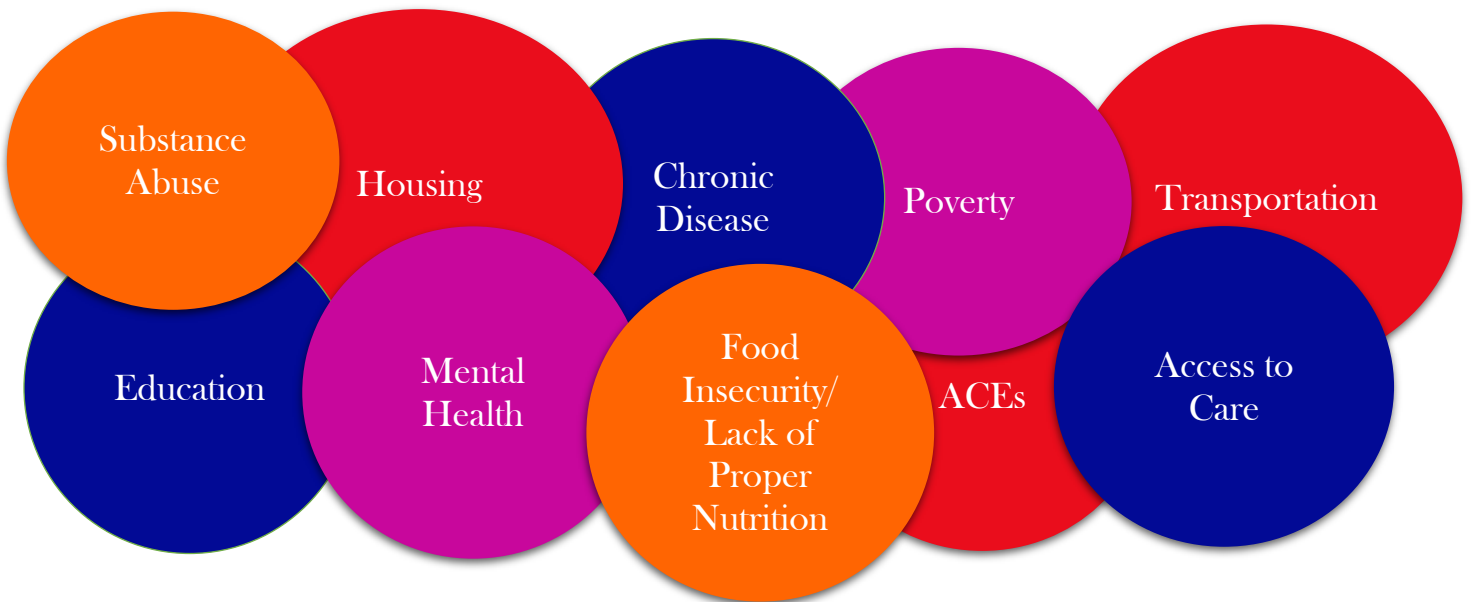 Substance
Abuse
Housing
Chronic
Disease
Poverty
Transportation
Education
Mental
Health
Food
Insecurity/
Lack of
Proper
Nutrition
ACEs
Access to
Care